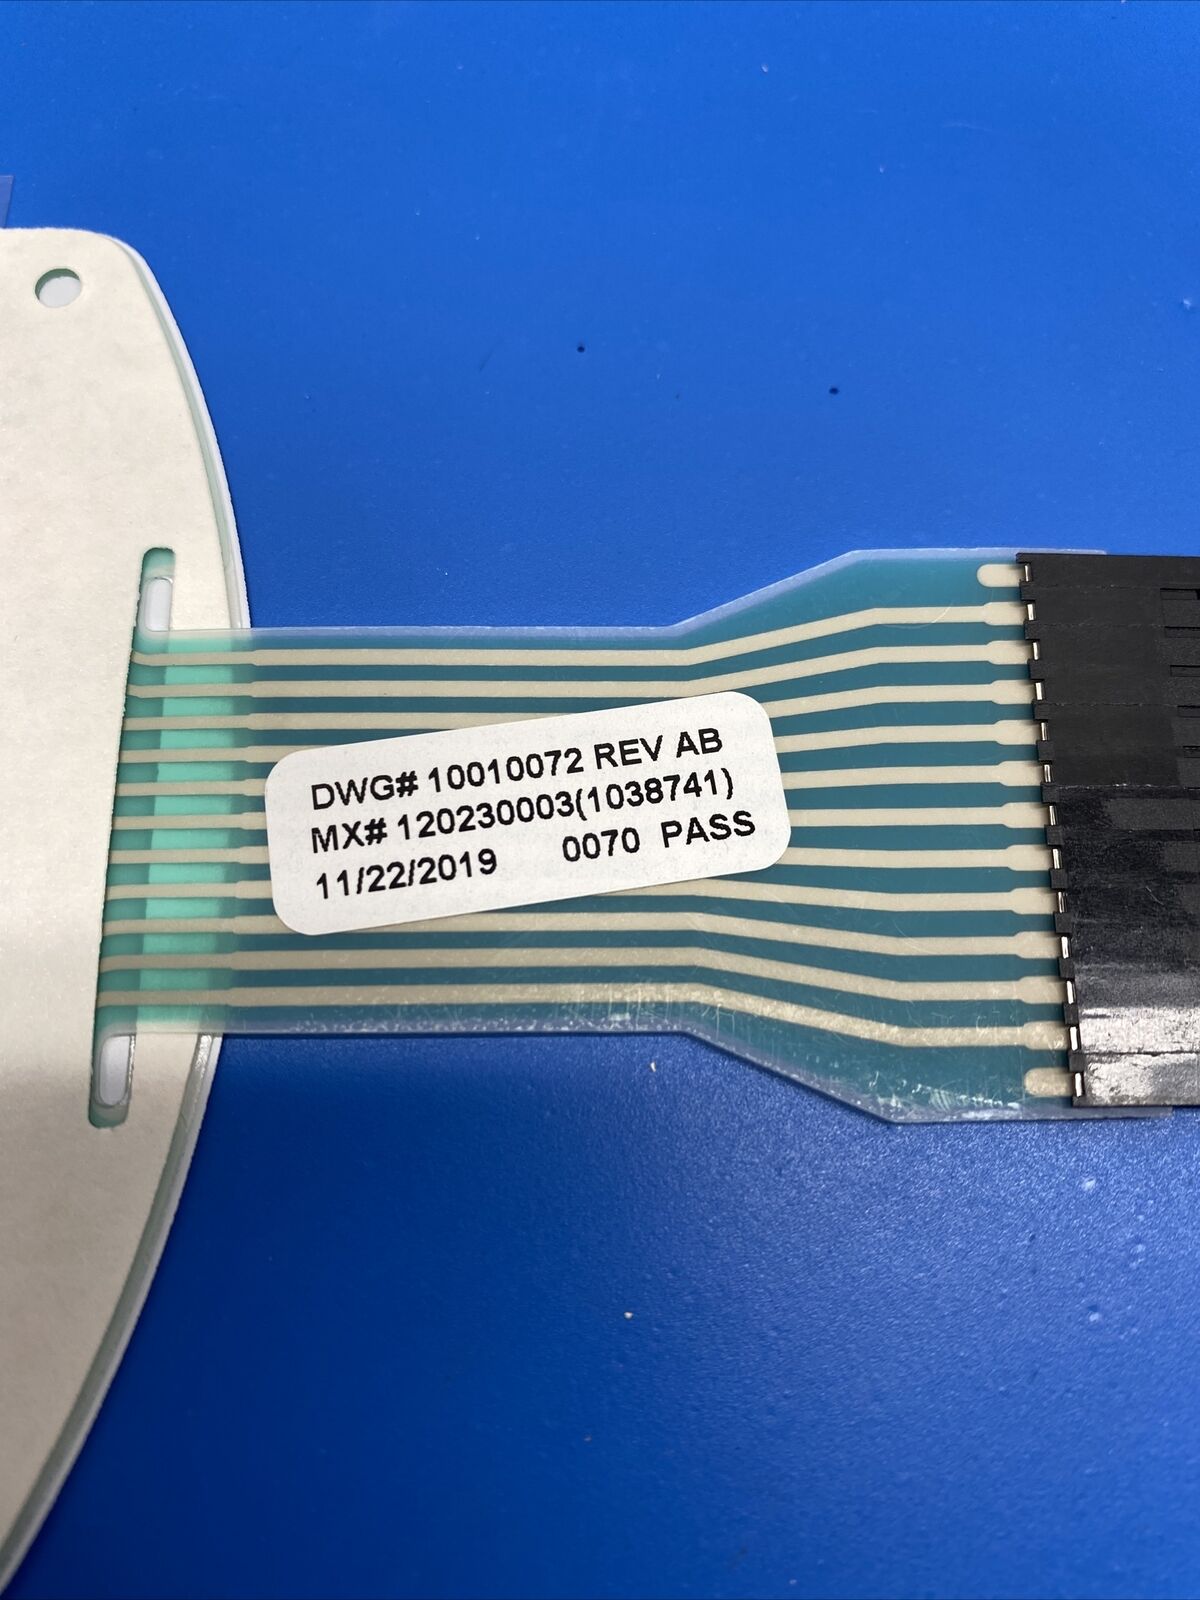 DWG# 10010072 REV AB
MX# 120230003(1038741)
11/22/2019 0070 PASS